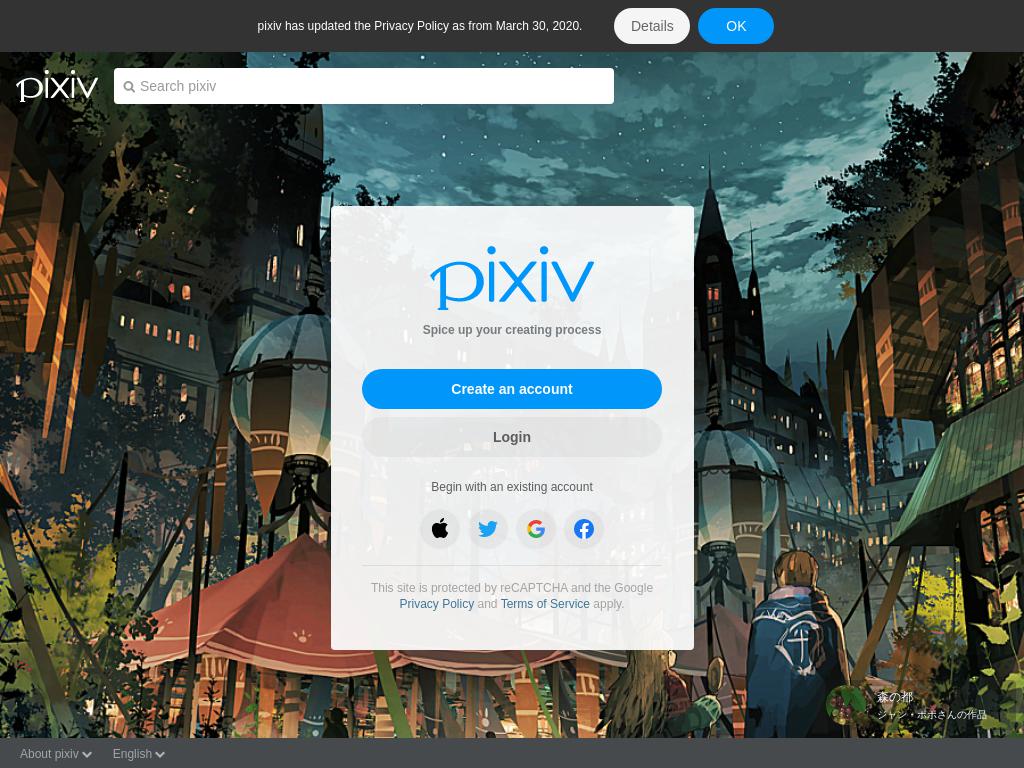 pixiv has updated the Privacy Policy as from March 30, 2020.
Details
OK
pixiv
Search pixiv
pixiv
Spice up your creating process
Create an account
Login
Begin with an existing account
This site is protected by reCAPTCHA and the Google
Privacy Policy and Terms of Service apply.
森の都
ジャン・ポポさんの作品
About pixiv
English